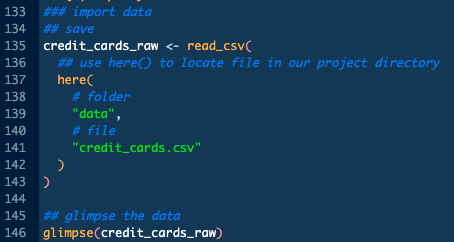 133 ### import data
134 ## save
135 credit_cards_raw <- read_csv(
136   ## use here() to locate file in our project directory
137   here(
138     # folder
139     "data",
140     # file
141     "credit_cards.csv"
142   )
143 )
144
145 ## glimpse the data
146 glimpse(credit_cards_raw)